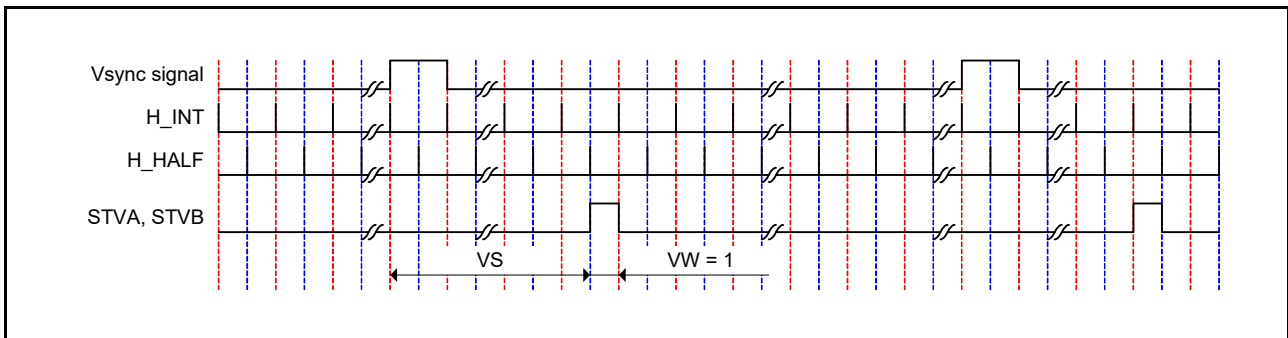 Vsync signal
H_INT
H_HALF
STVA, STVB
VS
VW = 1